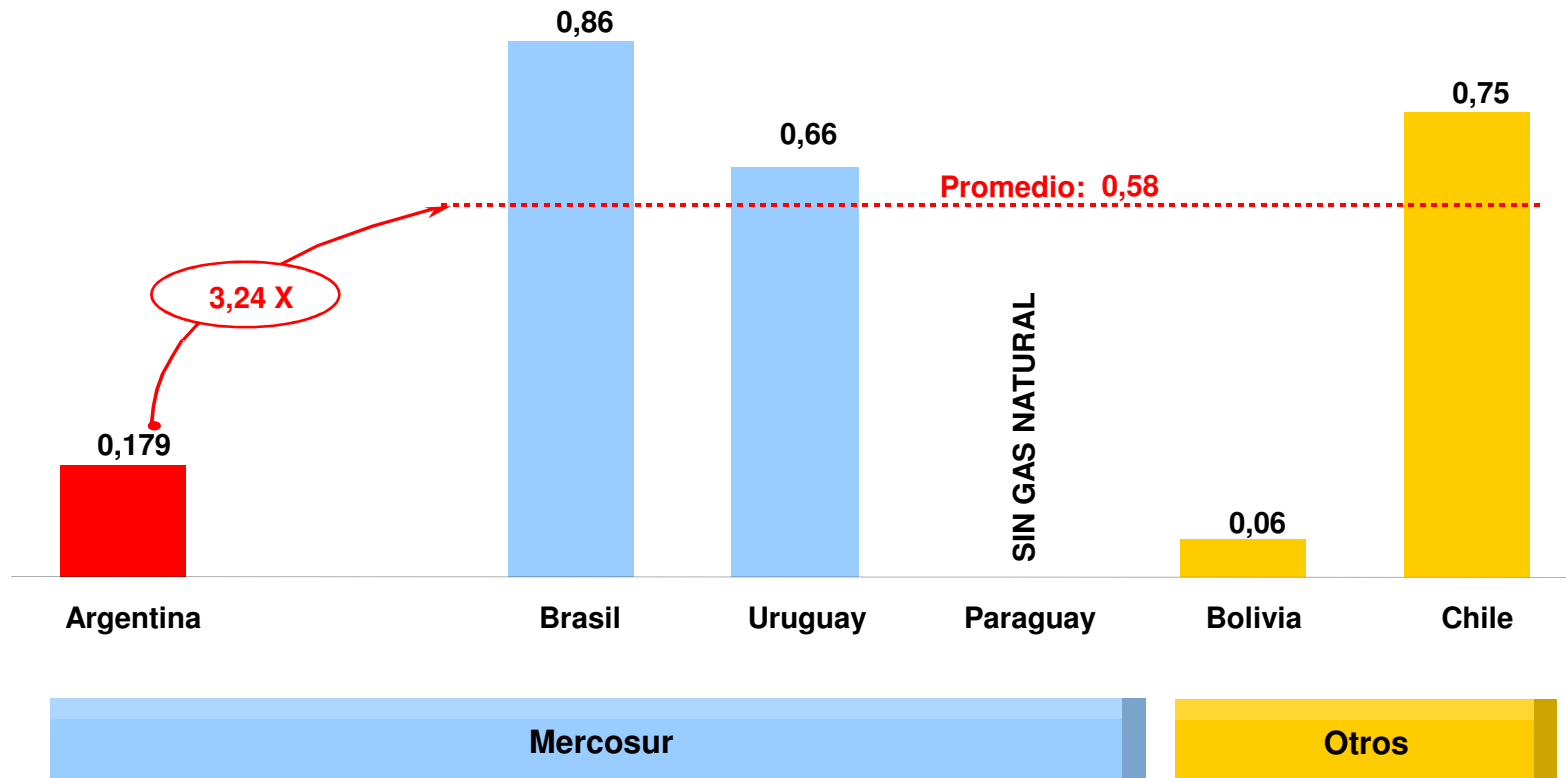 0,86
0,75
0,66
Promedio: 0,58
3,24 X
SIN GAS NATURAL
0,179
0,06
Argentina
Brasil
Uruguay
Paraguay
Bolivia
Chile
Mercosur
Otros